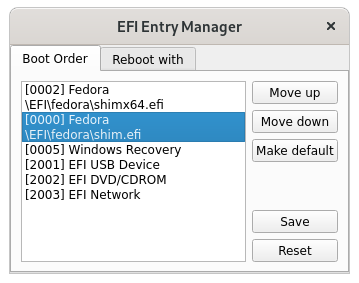 EFI Entry Manager
Boot Order
Reboot with
[0002] Fedora
\EFI\fedora\shimx64.efi
[0000] Fedora
\EFI\fedora\shim.efi
[0005] Windows Recovery
[2001] EFI USB Device
[2002] EFI DVD/CDROM
[2003] EFI Network
Move up
Move down
Make default
Save
Reset